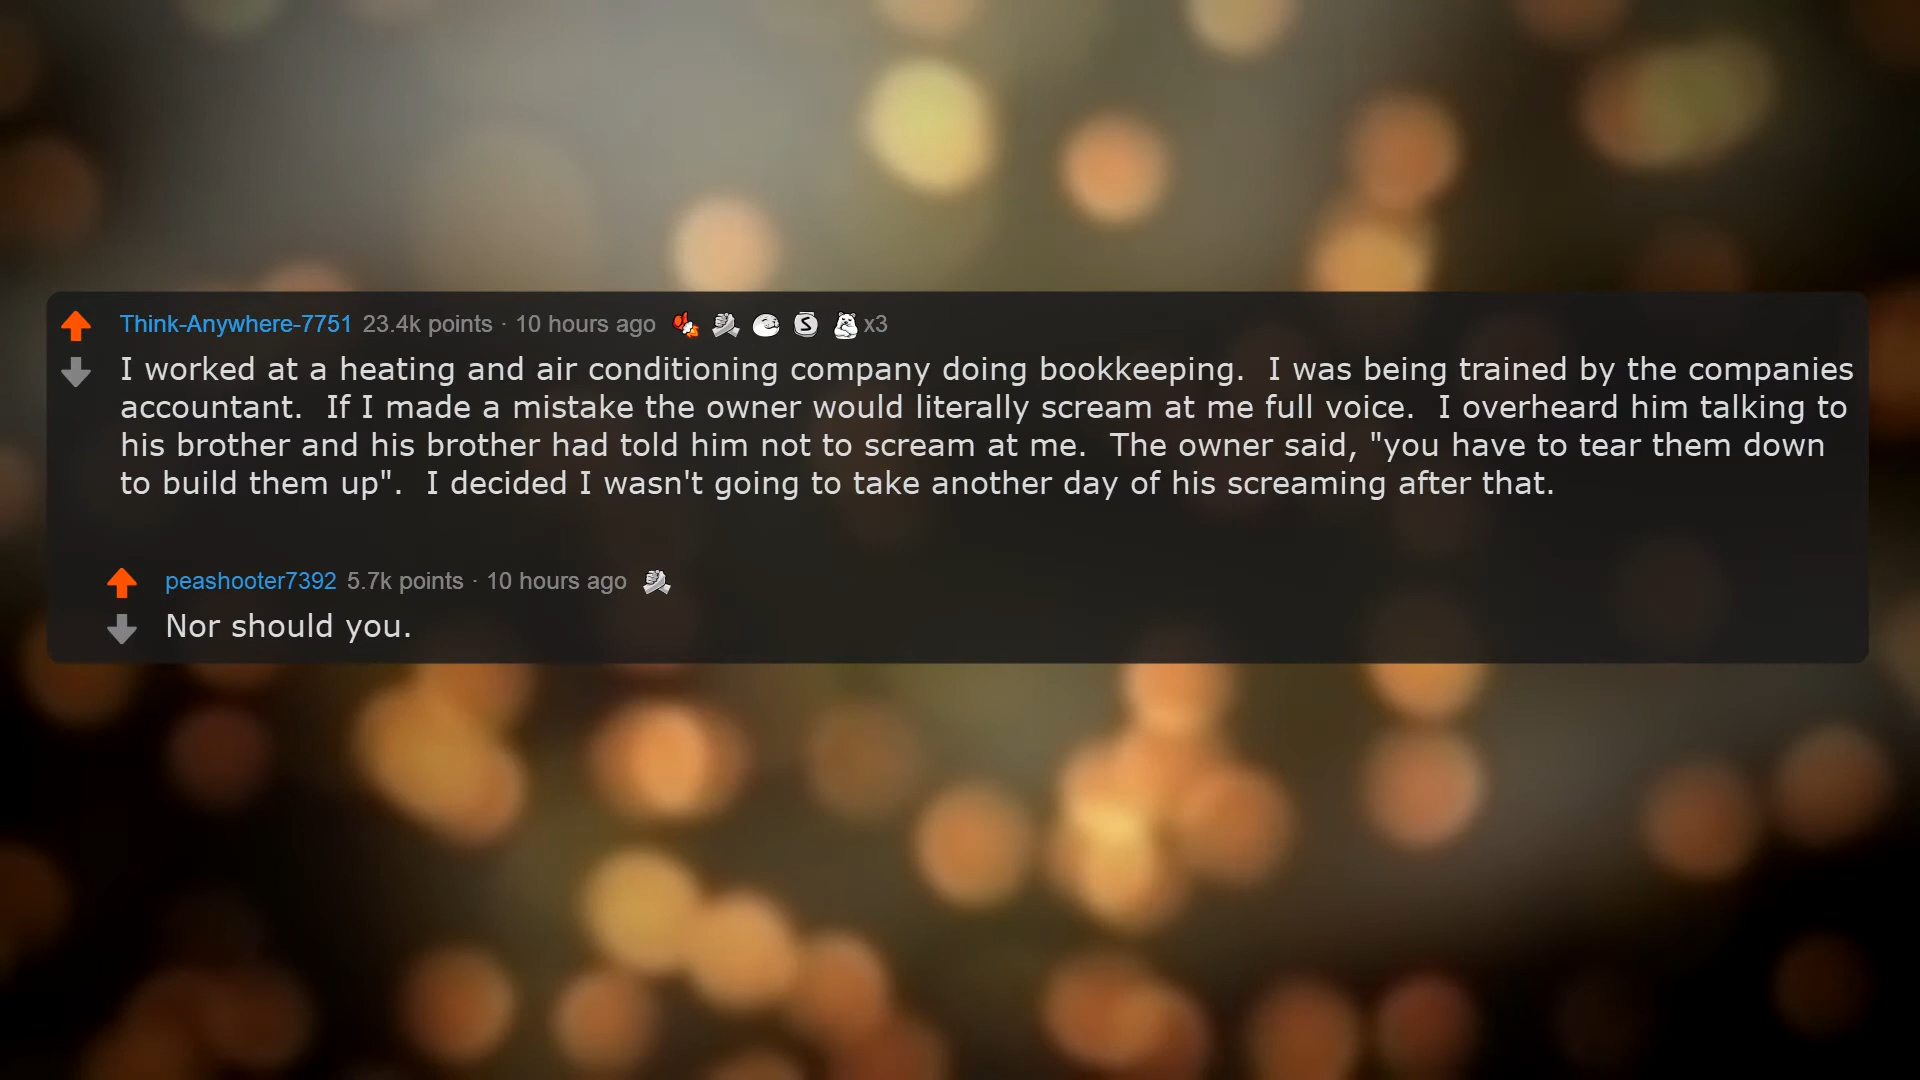 Think-Anywhere-7751 23.4k points · 10 hours ago x3
I worked at a heating and air conditioning company doing bookkeeping.  I was being trained by the companies
accountant.  If I made a mistake the owner would literally scream at me full voice.  I overheard him talking to
his brother and his brother had told him not to scream at me.  The owner said, "you have to tear them down
to build them up".  I decided I wasn't going to take another day of his screaming after that.
peashooter7392 5.7k points · 10 hours ago
Nor should you.